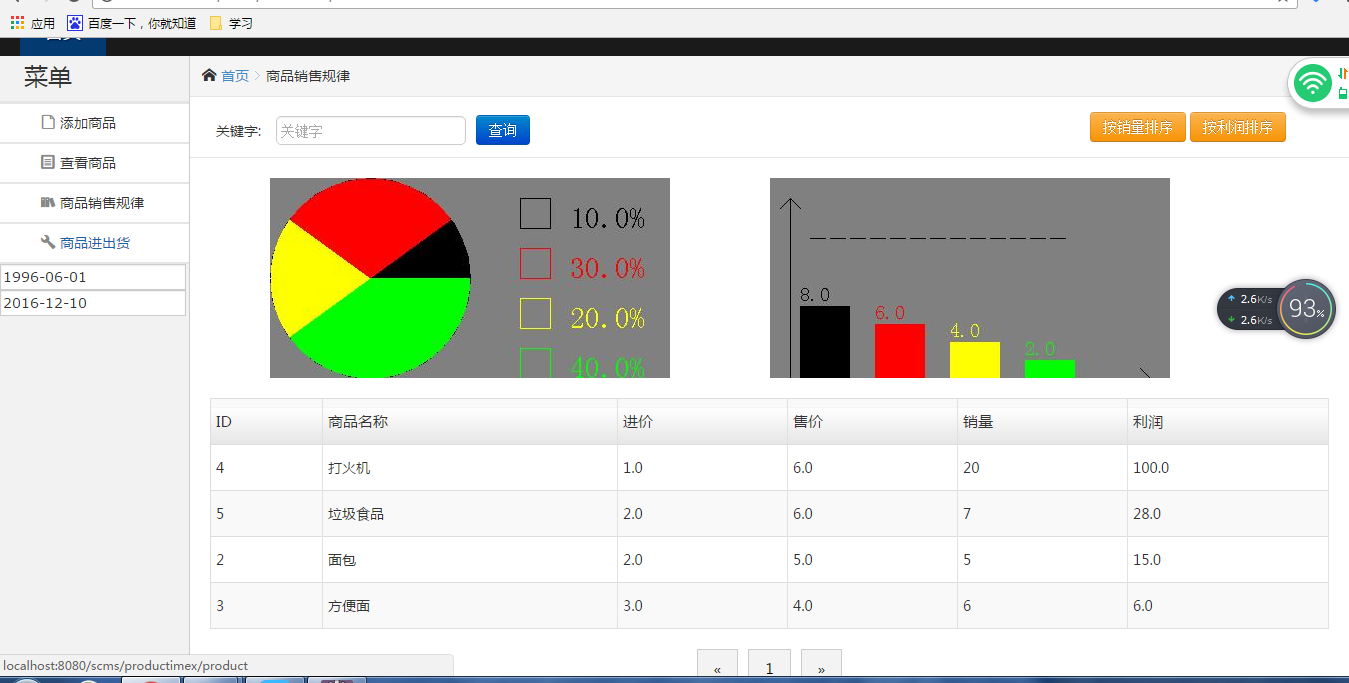 应用 百度一下，你就知道 学习
菜单
首页 商品销售规律
添加商品
查看商品
商品销售规律
商品进出货
1996-06-01
2016-12-10
关键字: 关键字 查询 按销量排序 按利润排序
10.0%
30.0%
20.0%
40.0%
8.0
6.0
4.0
2.0
2.6K/s
2.6K/s
93%
ID 商品名称 进价 售价 销量 利润
4 打火机 1.0 6.0 20 100.0
5 垃圾食品 2.0 6.0 7 28.0
2 面包 2.0 5.0 5 15.0
3 方便面 3.0 4.0 6 6.0
« 1 »
localhost:8080/scms/productimex/product